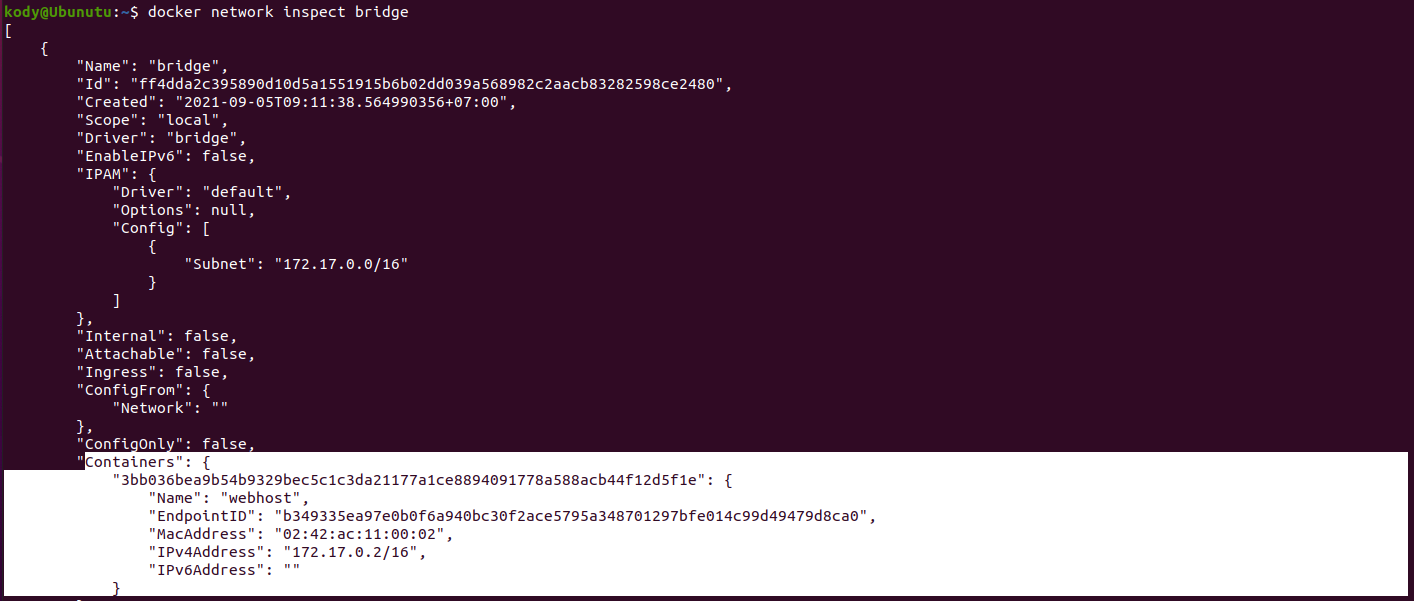 kody@Ubunutu:~$ docker network inspect bridge
[
    {
        "Name": "bridge",
        "Id": "ff4dda2c395890d10d5a1551915b6b02dd039a568982c2aacb83282598ce2480",
        "Created": "2021-09-05T09:11:38.564990356+07:00",
        "Scope": "local",
        "Driver": "bridge",
        "EnableIPv6": false,
        "IPAM": {
            "Driver": "default",
            "Options": null,
            "Config": [
                {
                    "Subnet": "172.17.0.0/16"
                }
            ]
        },
        "Internal": false,
        "Attachable": false,
        "Ingress": false,
        "ConfigFrom": {
            "Network": ""
        },
        "ConfigOnly": false,
        "Containers": {
            "3bb036bea9b54b9329bec5c1c3da21177a1ce8894091778a588acb44f12d5f1e": {
                "Name": "webhost",
                "EndpointID": "b349335ea97e0b0f6a940bc30f2ace5795a348701297bfe014c99d49479d8ca0",
                "MacAddress": "02:42:ac:11:00:02",
                "IPv4Address": "172.17.0.2/16",
                "IPv6Address": ""
            }